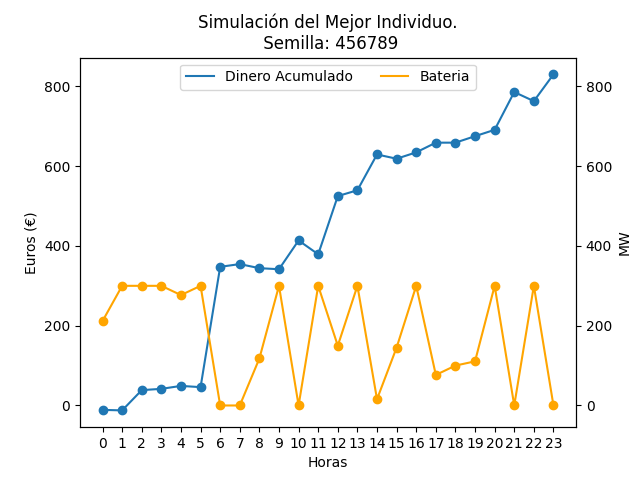 Simulación del Mejor Individuo.
Semilla: 456789
Dinero Acumulado
Bateria
800
600
400
200
0
Euros (€)
800
600
400
200
0
MW
0 1 2 3 4 5 6 7 8 9 10 11 12 13 14 15 16 17 18 19 20 21 22 23
Horas